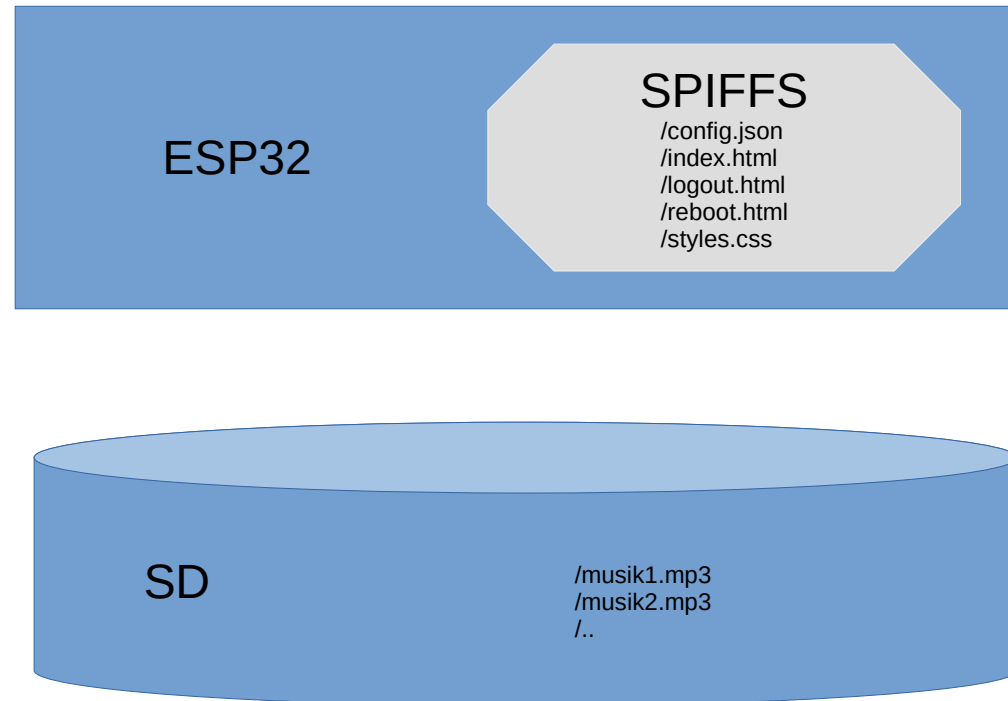 ESP32
SPIFFS
/config.json
/index.html
/logout.html
/reboot.html
/styles.css
SD
/musik1.mp3
/musik2.mp3
/..